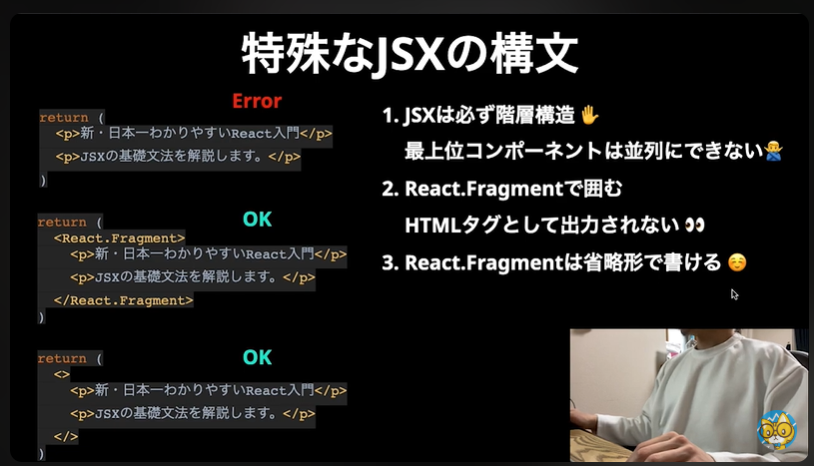 特殊なJSXの構文
Error
return (
<p>新・日本一わかりやすいReact入門</p>
<p>JSXの基礎文法を解説します。</p>
)
OK
return (
<React.Fragment>
<p>新・日本一わかりやすいReact入門</p>
<p>JSXの基礎文法を解説します。</p>
</React.Fragment>
)
OK
return (
<>
<p>新・日本一わかりやすいReact入門</p>
<p>JSXの基礎文法を解説します。</p>
</>
)
1. JSXは必ず階層構造✋
最上位コンポーネントは並列にできない🙅‍♂️
2. React.Fragmentで囲む
HTMLタグとして出力されない👀
3. React.Fragmentは省略形で書ける☺️